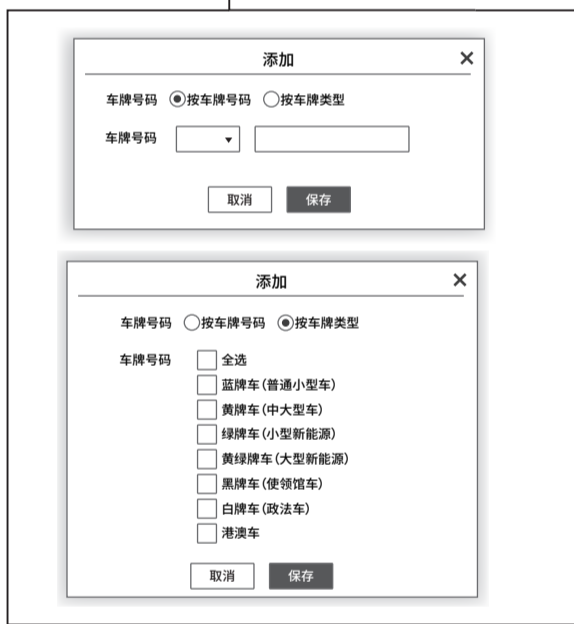 添加
车牌号码 按车牌号码 按车牌类型
车牌号码
取消 保存
添加
车牌号码 按车牌号码 按车牌类型
车牌号码 全选
蓝牌车(普通小型车)
黄牌车(中大型车)
绿牌车(小型新能源)
黄绿牌车(大型新能源)
黑牌车(使领馆车)
白牌车(政法车)
港澳车
取消 保存